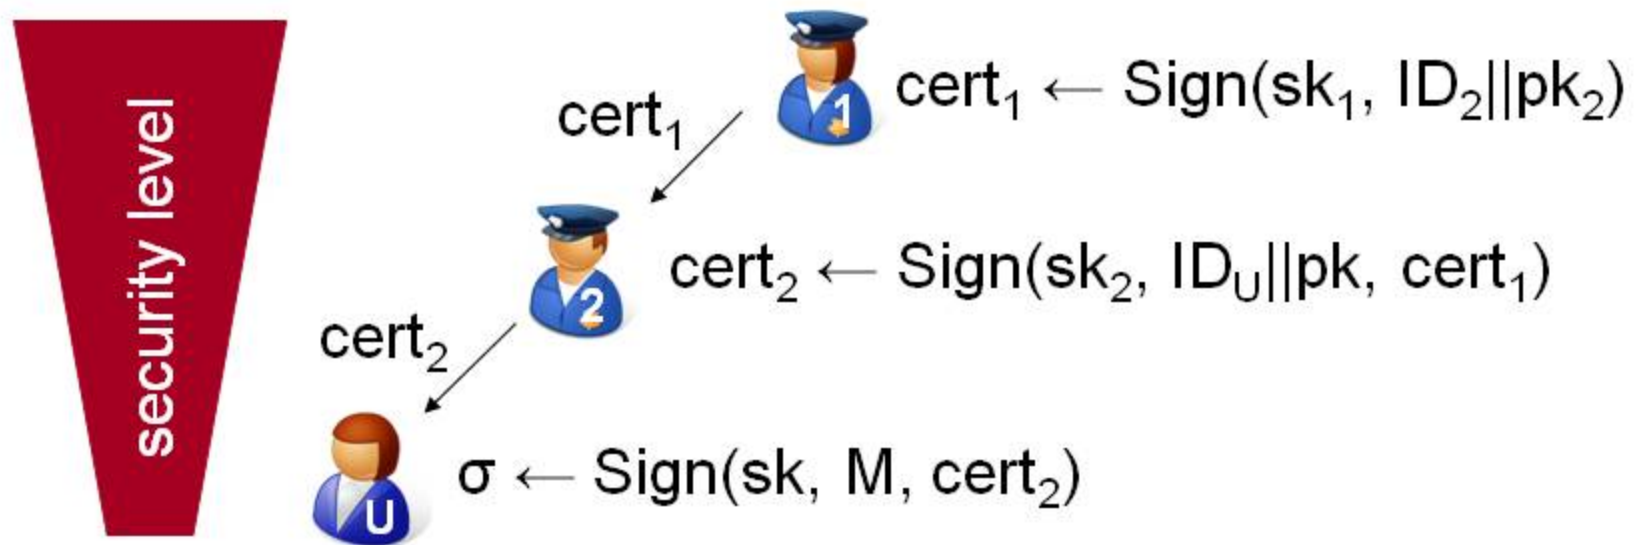 security level
1
cert₁ ← Sign(sk₁, ID₂||pk₂)
cert₁
2
cert₂ ← Sign(sk₂, ID_U||pk, cert₁)
cert₂
U
σ ← Sign(sk, M, cert₂)